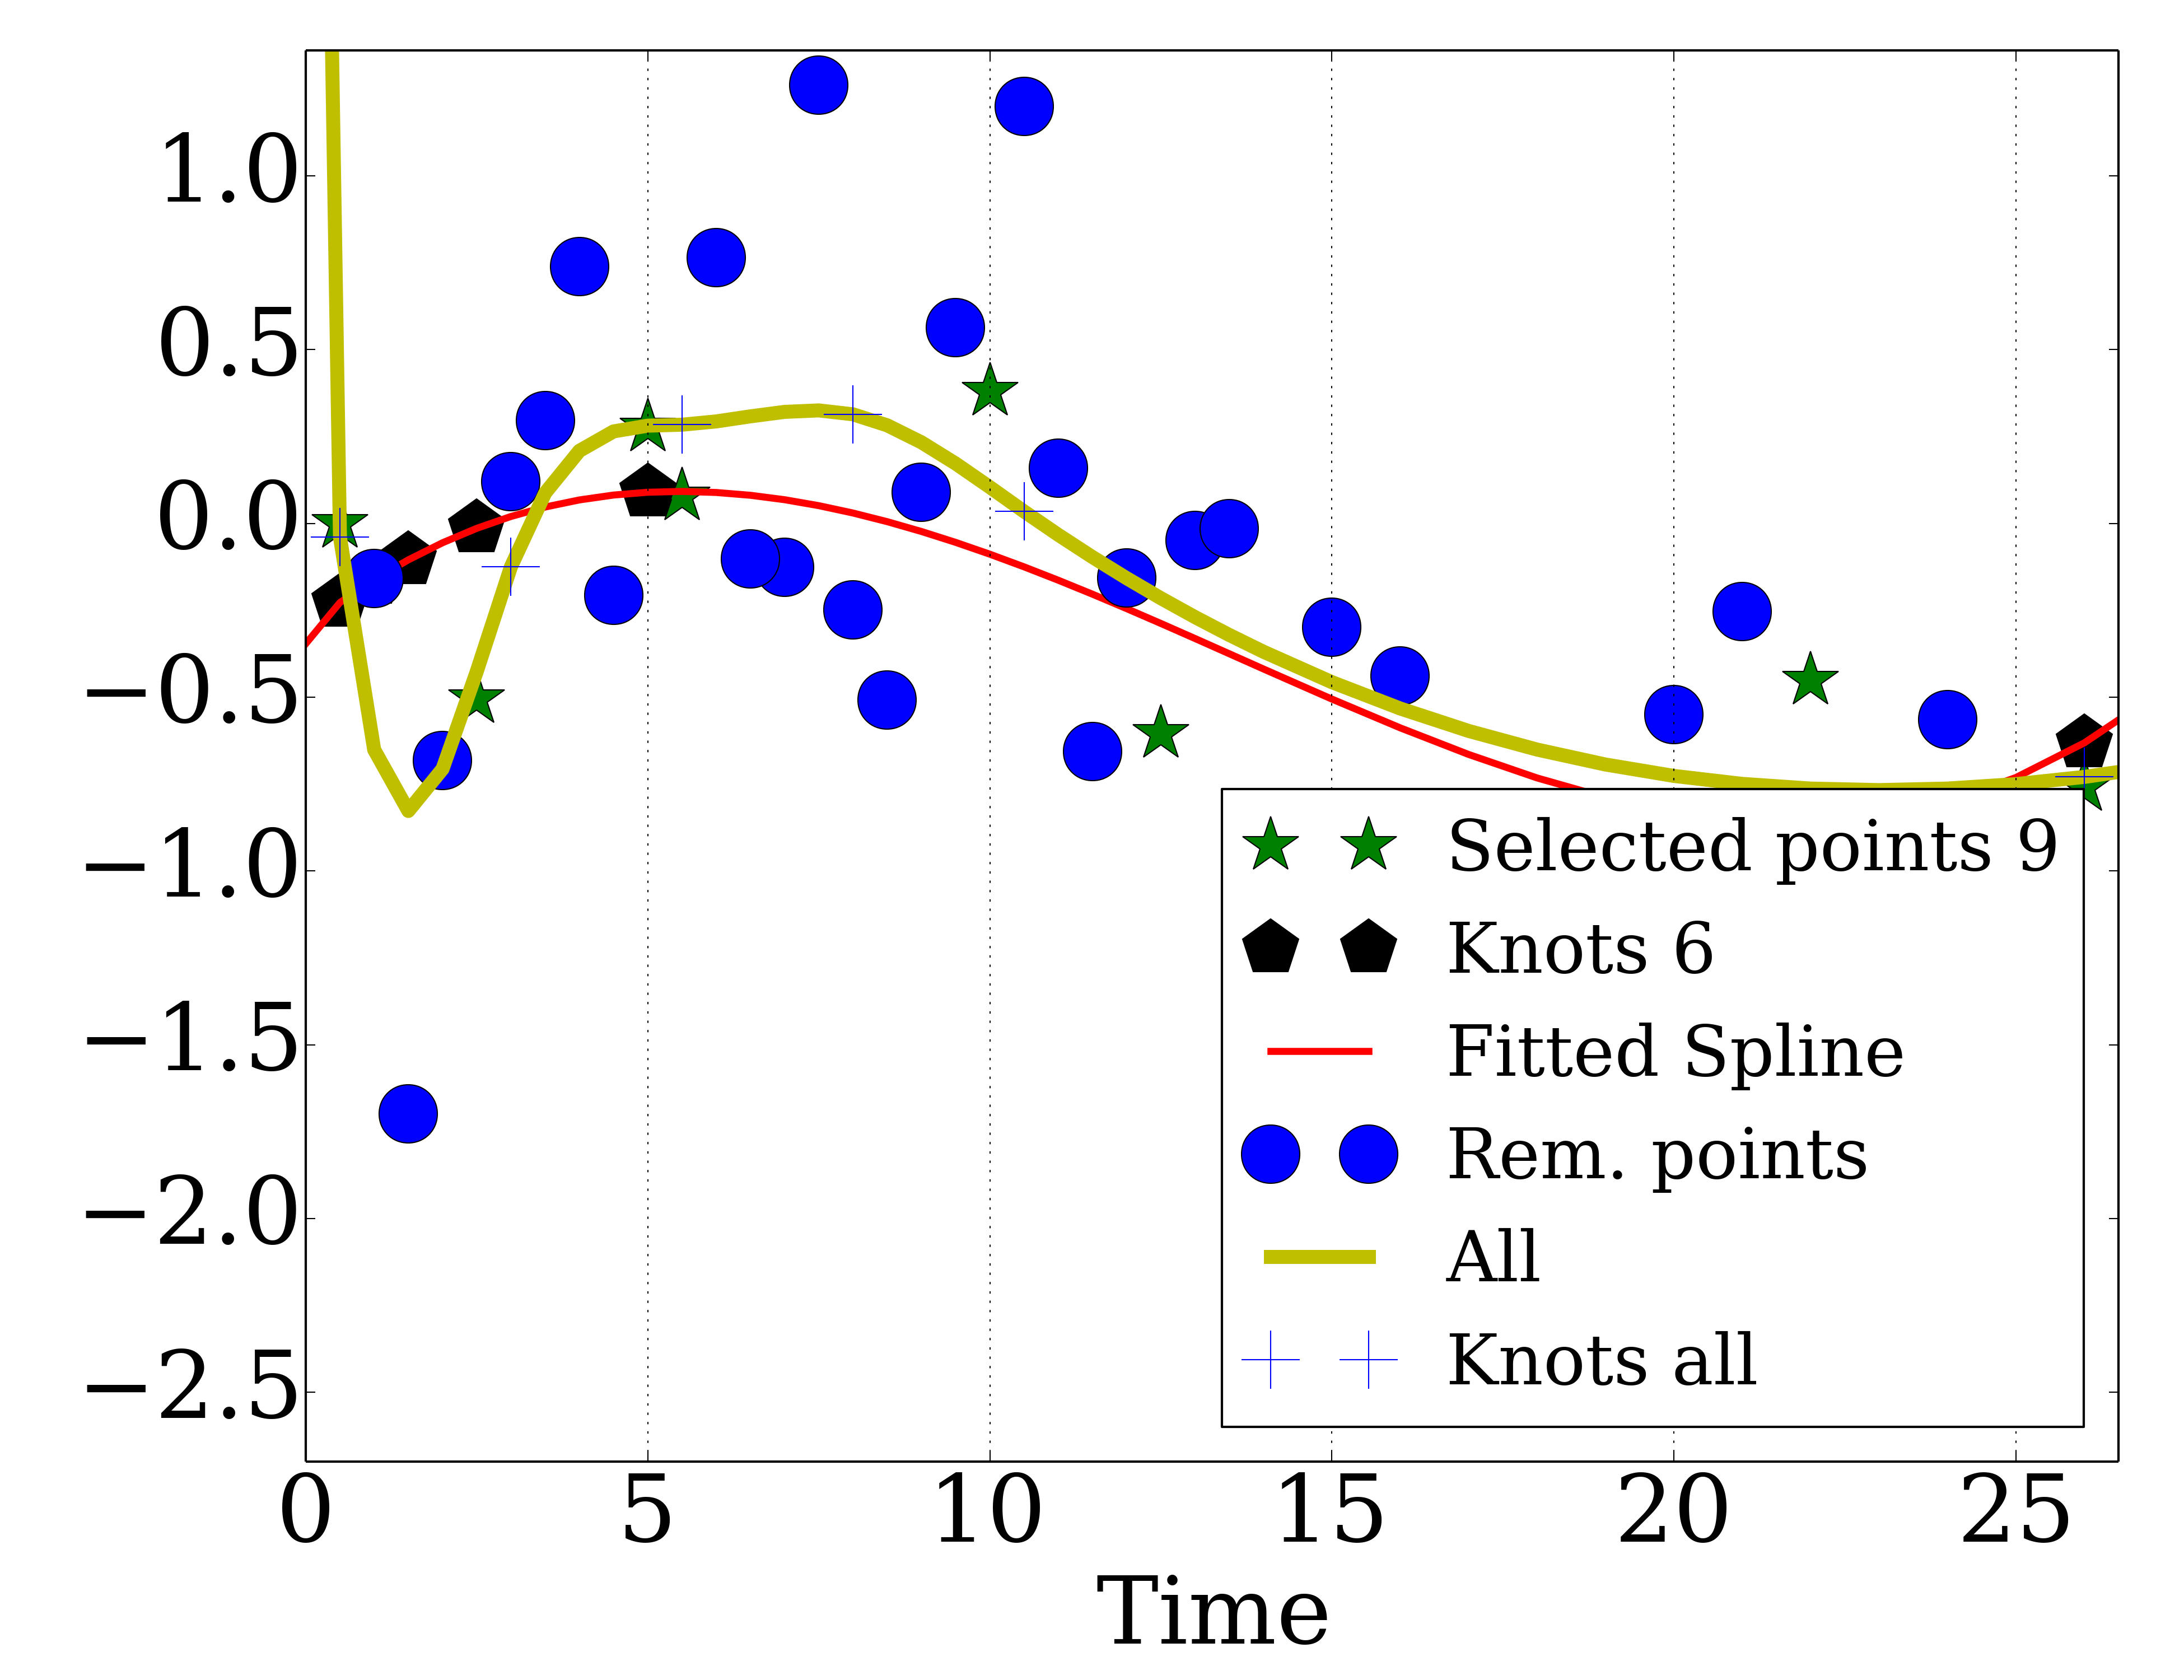 1.0
0.5
0.0
−0.5
−1.0
−1.5
−2.0
−2.5
Selected points 9
Knots 6
Fitted Spline
Rem. points
All
Knots all
0 5 10 15 20 25
Time